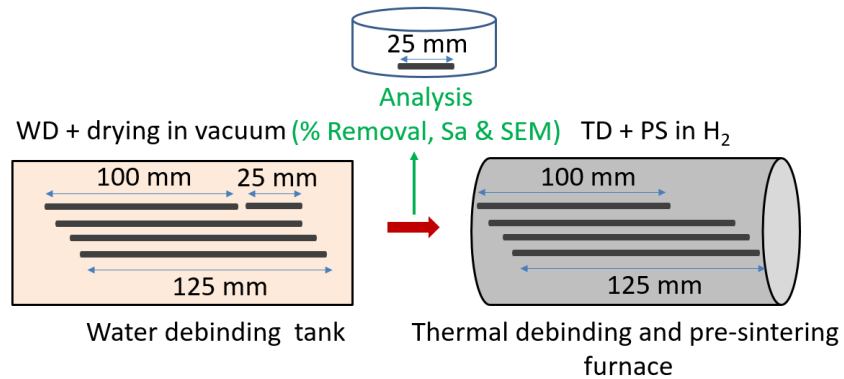 25 mm
Analysis
WD + drying in vacuum (% Removal, Sa & SEM) TD + PS in H₂
100 mm 25 mm
125 mm
Water debinding tank
100 mm
125 mm
Thermal debinding and pre-sintering
furnace